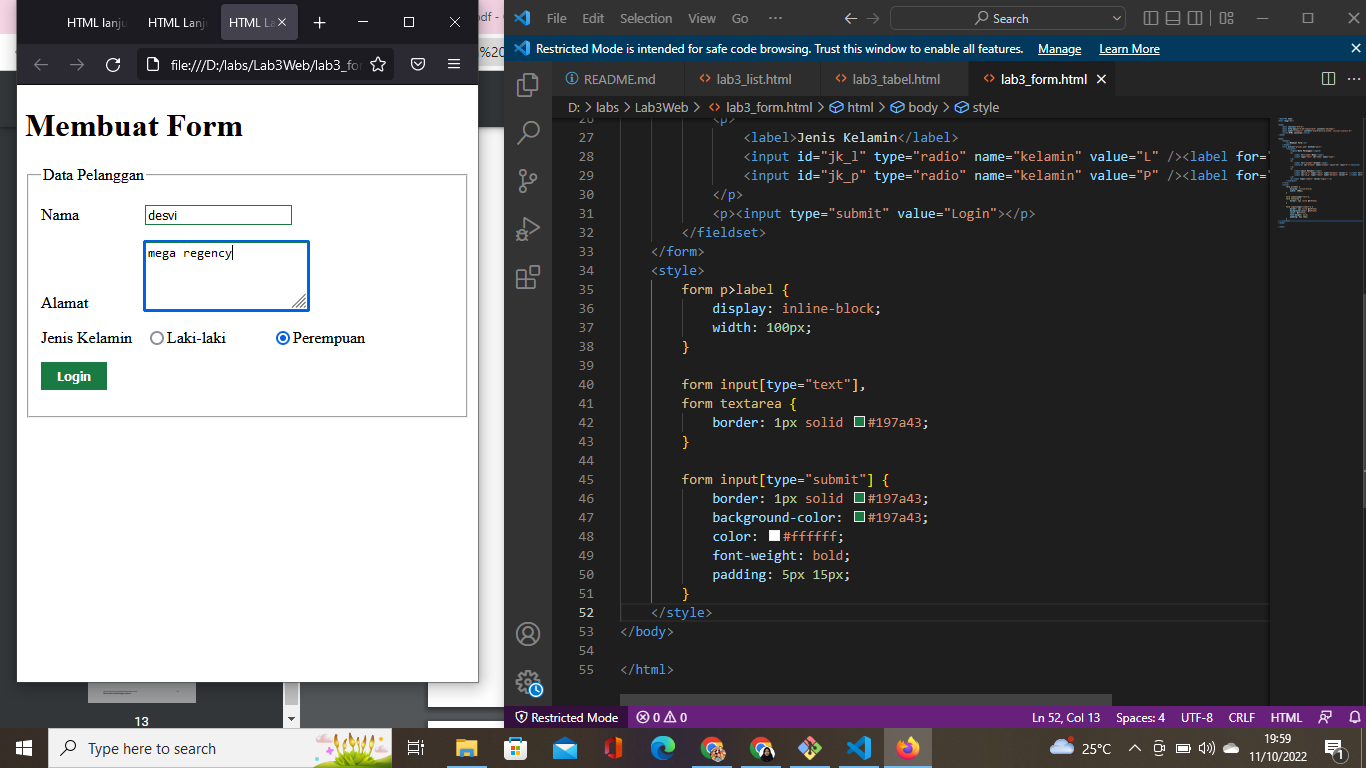 HTML lanju
HTML Lanju
HTML La
file:///D:/labs/Lab3Web/lab3_fo
Membuat Form
Data Pelanggan
Nama
desvi
mega regency
Alamat
Jenis Kelamin
Laki-laki
Perempuan
Login
13
File Edit Selection View Go ···
Search
Restricted Mode is intended for safe code browsing. Trust this window to enable all features. Manage Learn More
README.md
lab3_list.html
lab3_tabel.html
lab3_form.html
D: > labs > Lab3Web > lab3_form.html > html > body > style
26 <p>
27 <label>Jenis Kelamin</label>
28 <input id="jk_l" type="radio" name="kelamin" value="L" /><label for="
29 <input id="jk_p" type="radio" name="kelamin" value="P" /><label for="
30 </p>
31 <p><input type="submit" value="Login"></p>
32 </fieldset>
33 </form>
34 <style>
35 form p>label {
36 display: inline-block;
37 width: 100px;
38 }
39
40 form input[type="text"],
41 form textarea {
42 border: 1px solid #197a43;
43 }
44
45 form input[type="submit"] {
46 border: 1px solid #197a43;
47 background-color: #197a43;
48 color: #ffffff;
49 font-weight: bold;
50 padding: 5px 15px;
51 }
52 </style>
53 </body>
54
55 </html>
Restricted Mode
0 0
Ln 52, Col 13 Spaces: 4 UTF-8 CRLF HTML
Type here to search
25°C
19:59
11/10/2022
1